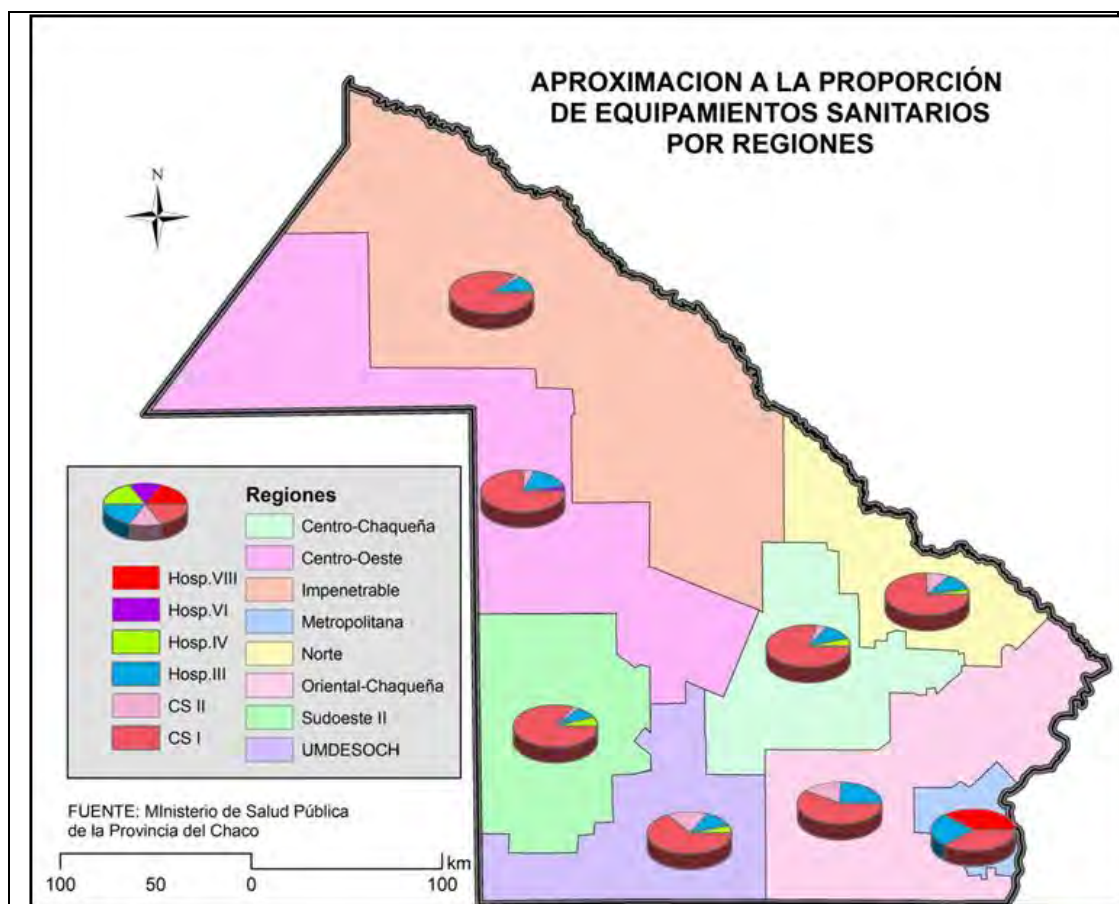 APROXIMACION A LA PROPORCIÓN
DE EQUIPAMIENTOS SANITARIOS
POR REGIONES
N
Hosp.VIII
Hosp.VI
Hosp.IV
Hosp.III
CS II
CS I
Regiones
Centro-Chaqueña
Centro-Oeste
Impenetrable
Metropolitana
Norte
Oriental-Chaqueña
Sudoeste II
UMDESOCH
FUENTE: MInisterio de Salud Pública
de la Provincia del Chaco
km
100 50 0 100